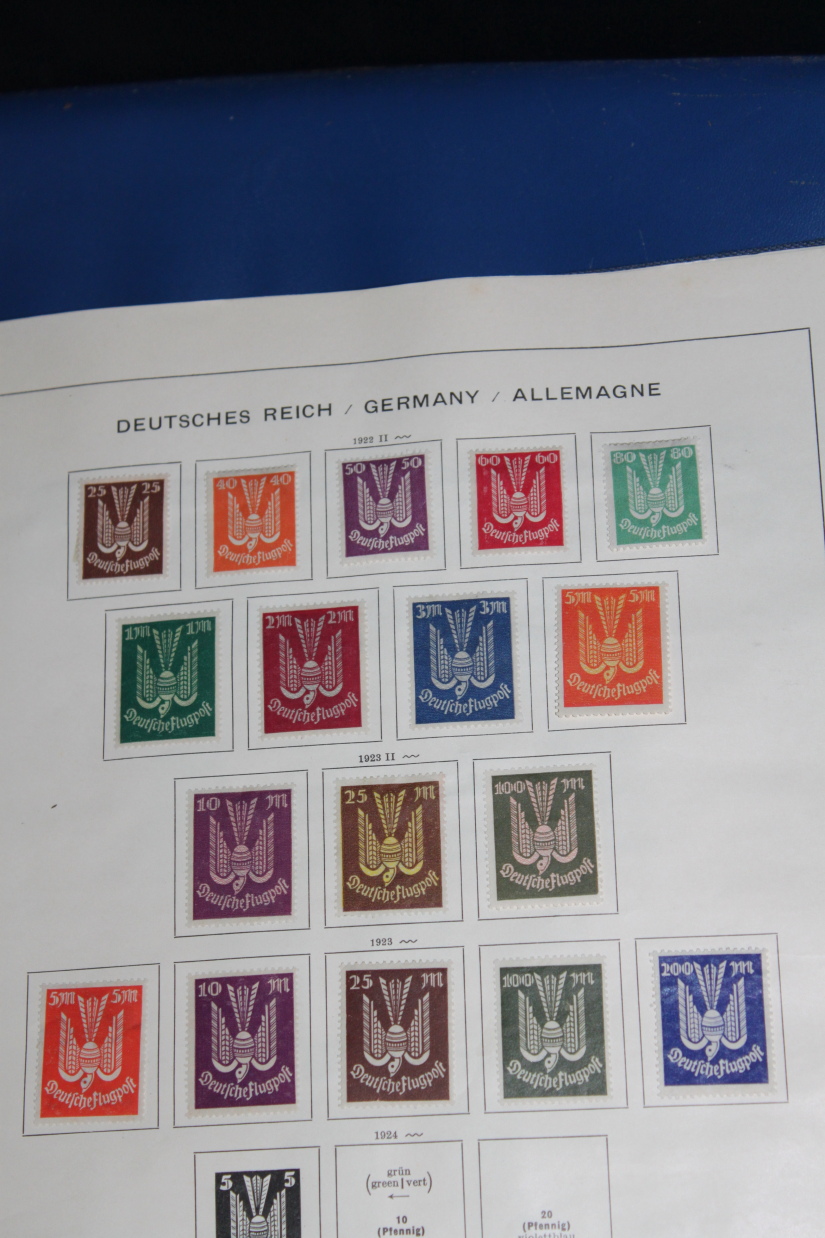 DEUTSCHES REICH / GERMANY / ALLEMAGNE
1922 II
25 25
Deutsche Flugpost
40 40
Deutsche Flugpost
50 50
Deutsche Flugpost
60 60
Deutsche Flugpost
80 80
Deutsche Flugpost
1M 1M
Deutsche Flugpost
2M 2M
Deutsche Flugpost
3M 3M
Deutsche Flugpost
5M 5M
Deutsche Flugpost
1923 II
10 M
Deutsche Flugpost
25 M
Deutsche Flugpost
100 M
Deutsche Flugpost
1923
5M 5M
Deutsche Flugpost
10 M
Deutsche Flugpost
25 M
Deutsche Flugpost
100 M
Deutsche Flugpost
200 M
Deutsche Flugpost
1924
5 5
grün
(green|vert)
10
(Pfennig)
20
(Pfennig)